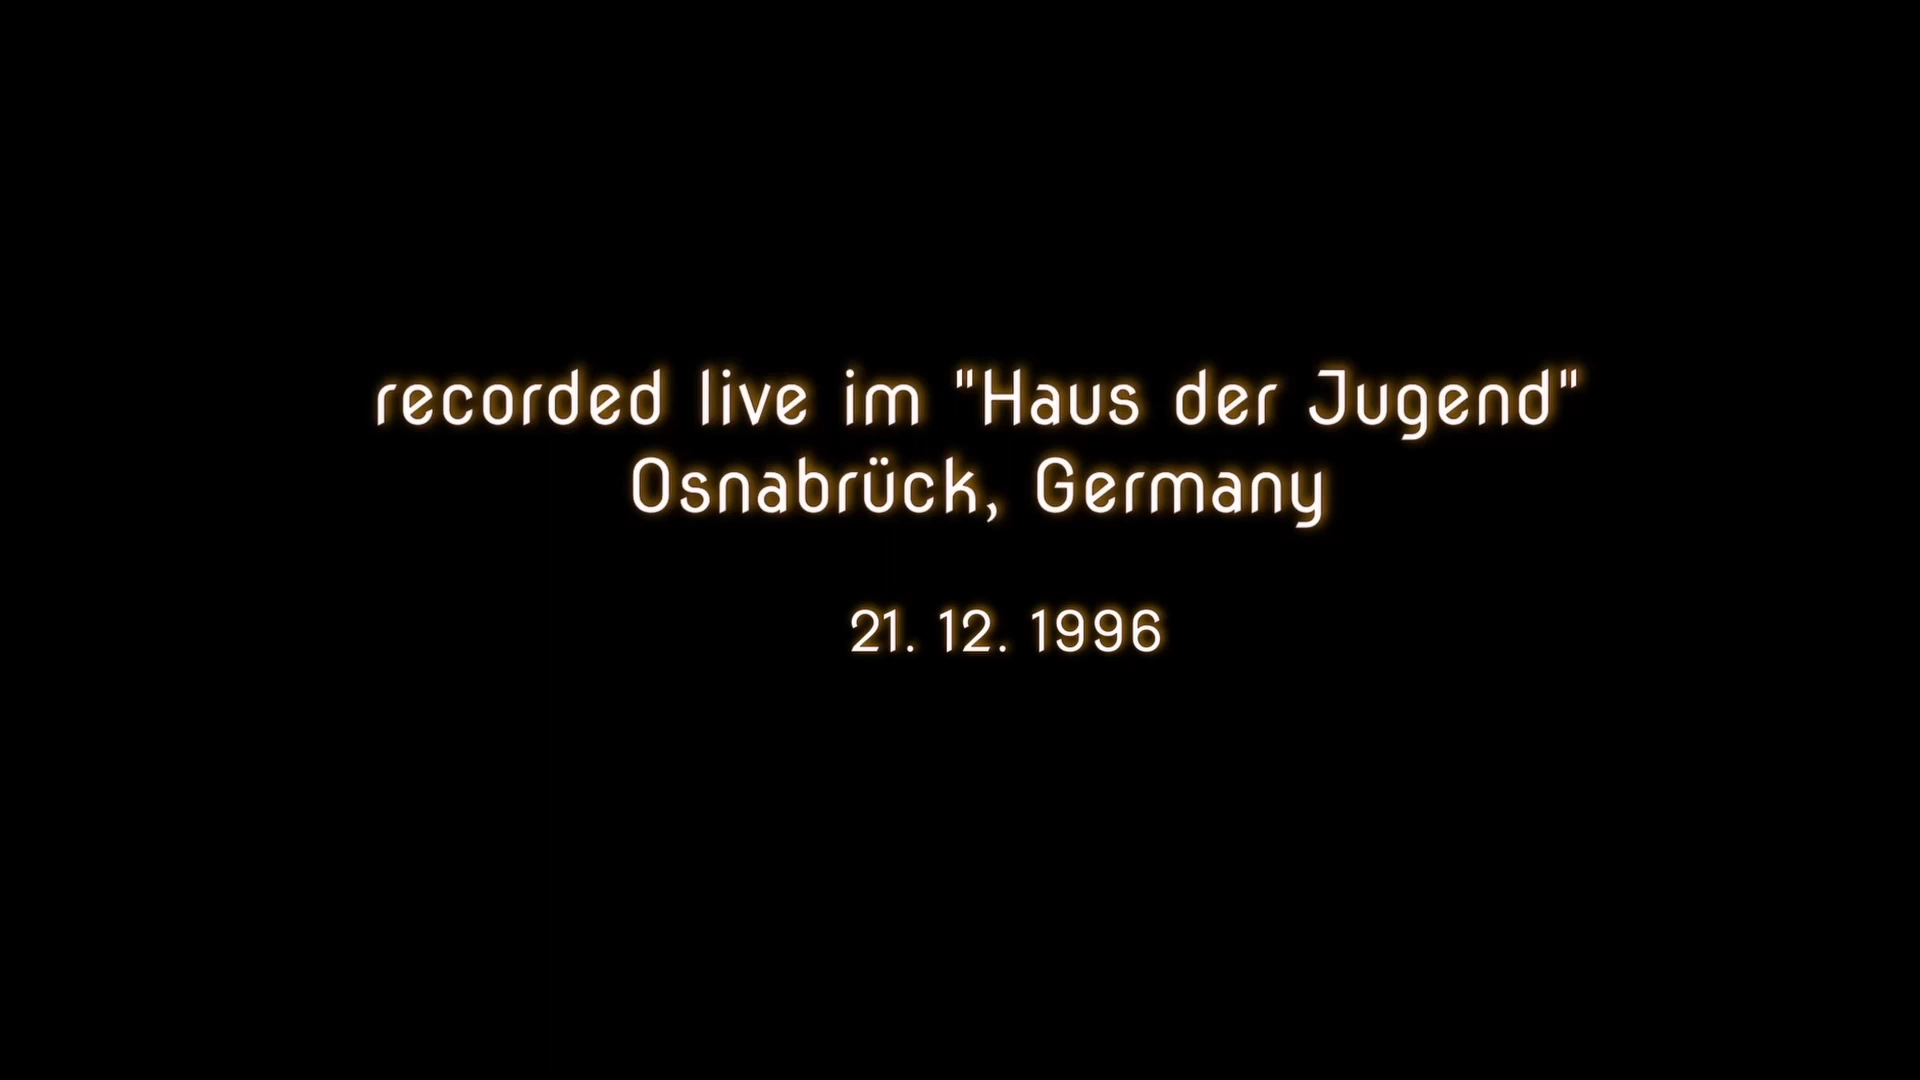 recorded live im "Haus der Jugend"
Osnabrück, Germany
21. 12. 1996